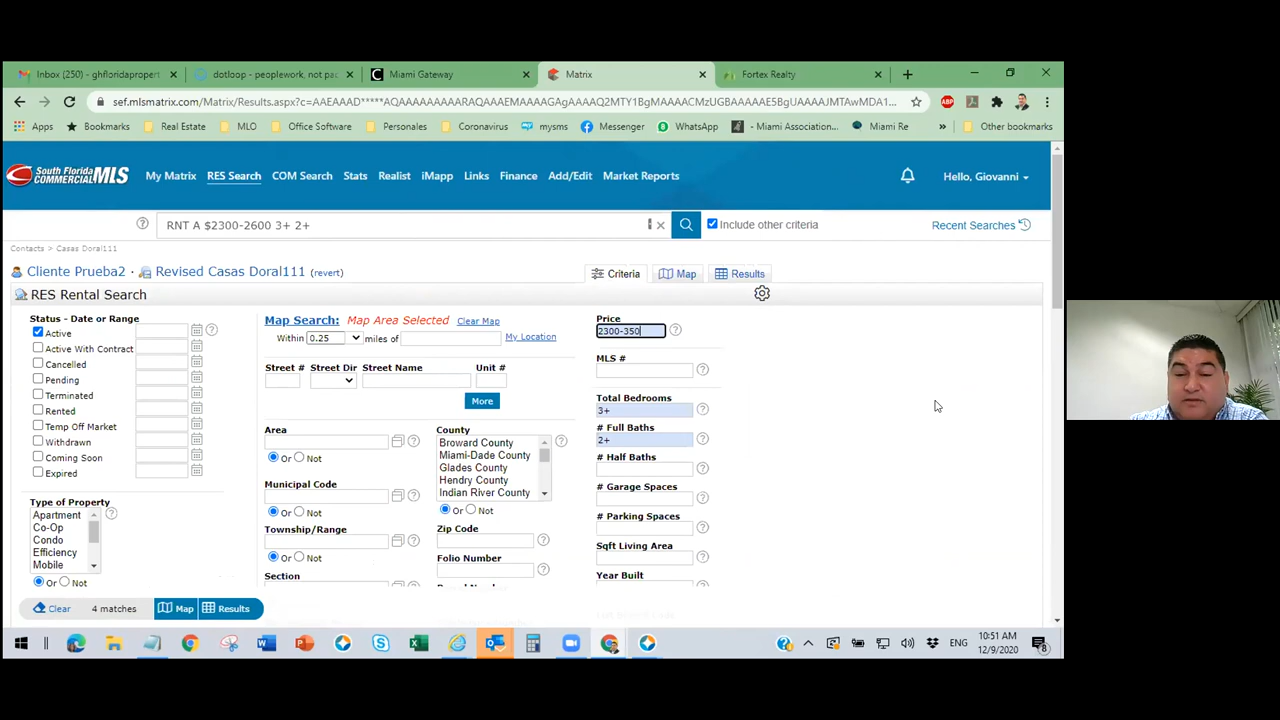 Inbox (250) - ghfloridapropert
dotloop - peoplework, not pa
Miami Gateway
Matrix
Fortex Realty
sef.mlsmatrix.com/Matrix/Results.aspx?c=AAEAAAD*****AQAAAAAAAAARAQAAAEMAAAAGAgAAAAQ2MTY1BgMAAAACMzUGBAAAAAE5BgUAAAAJMTAwMDA1...
Apps
Bookmarks
Real Estate
MLO
Office Software
Personales
Coronavirus
mysms
Messenger
WhatsApp
- Miami Association...
Miami Re
»
Other bookmarks
South Florida
COMMERCIAL MLS
My Matrix
RES Search
COM Search
Stats
Realist
iMapp
Links
Finance
Add/Edit
Market Reports
Hello, Giovanni
RNT A $2300-2600 3+ 2+
Include other criteria
Recent Searches
Contacts > Casas Doral111
Cliente Prueba2 · Revised Casas Doral111 (revert)
Criteria
Map
Results
RES Rental Search
Status - Date or Range
Active
Active With Contract
Cancelled
Pending
Terminated
Rented
Temp Off Market
Withdrawn
Coming Soon
Expired
Type of Property
Apartment
Co-Op
Condo
Efficiency
Mobile
Or Not
Map Search: Map Area Selected Clear Map
Within 0.25 miles of My Location
Street # Street Dir Street Name Unit #
More
Area
Or Not
Municipal Code
Or Not
Township/Range
Or Not
Section
County
Broward County
Miami-Dade County
Glades County
Hendry County
Indian River County
Or Not
Zip Code
Folio Number
Price
2300-350
MLS #
Total Bedrooms
3+
# Full Baths
2+
# Half Baths
# Garage Spaces
# Parking Spaces
Sqft Living Area
Year Built
Clear
4 matches
Map
Results
ENG
10:51 AM
12/9/2020
8